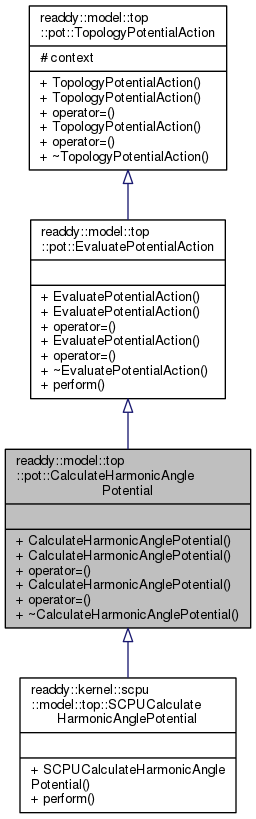 readdy::model::top
::pot::TopologyPotentialAction
# context
+ TopologyPotentialAction()
+ TopologyPotentialAction()
+ operator=()
+ TopologyPotentialAction()
+ operator=()
+ ~TopologyPotentialAction()
readdy::model::top
::pot::EvaluatePotentialAction
+ EvaluatePotentialAction()
+ EvaluatePotentialAction()
+ operator=()
+ EvaluatePotentialAction()
+ operator=()
+ ~EvaluatePotentialAction()
+ perform()
readdy::model::top
::pot::CalculateHarmonicAngle
Potential
+ CalculateHarmonicAnglePotential()
+ CalculateHarmonicAnglePotential()
+ operator=()
+ CalculateHarmonicAnglePotential()
+ operator=()
+ ~CalculateHarmonicAnglePotential()
readdy::kernel::scpu
::model::top::SCPUCalculate
HarmonicAnglePotential
+ SCPUCalculateHarmonicAngle
Potential()
+ perform()